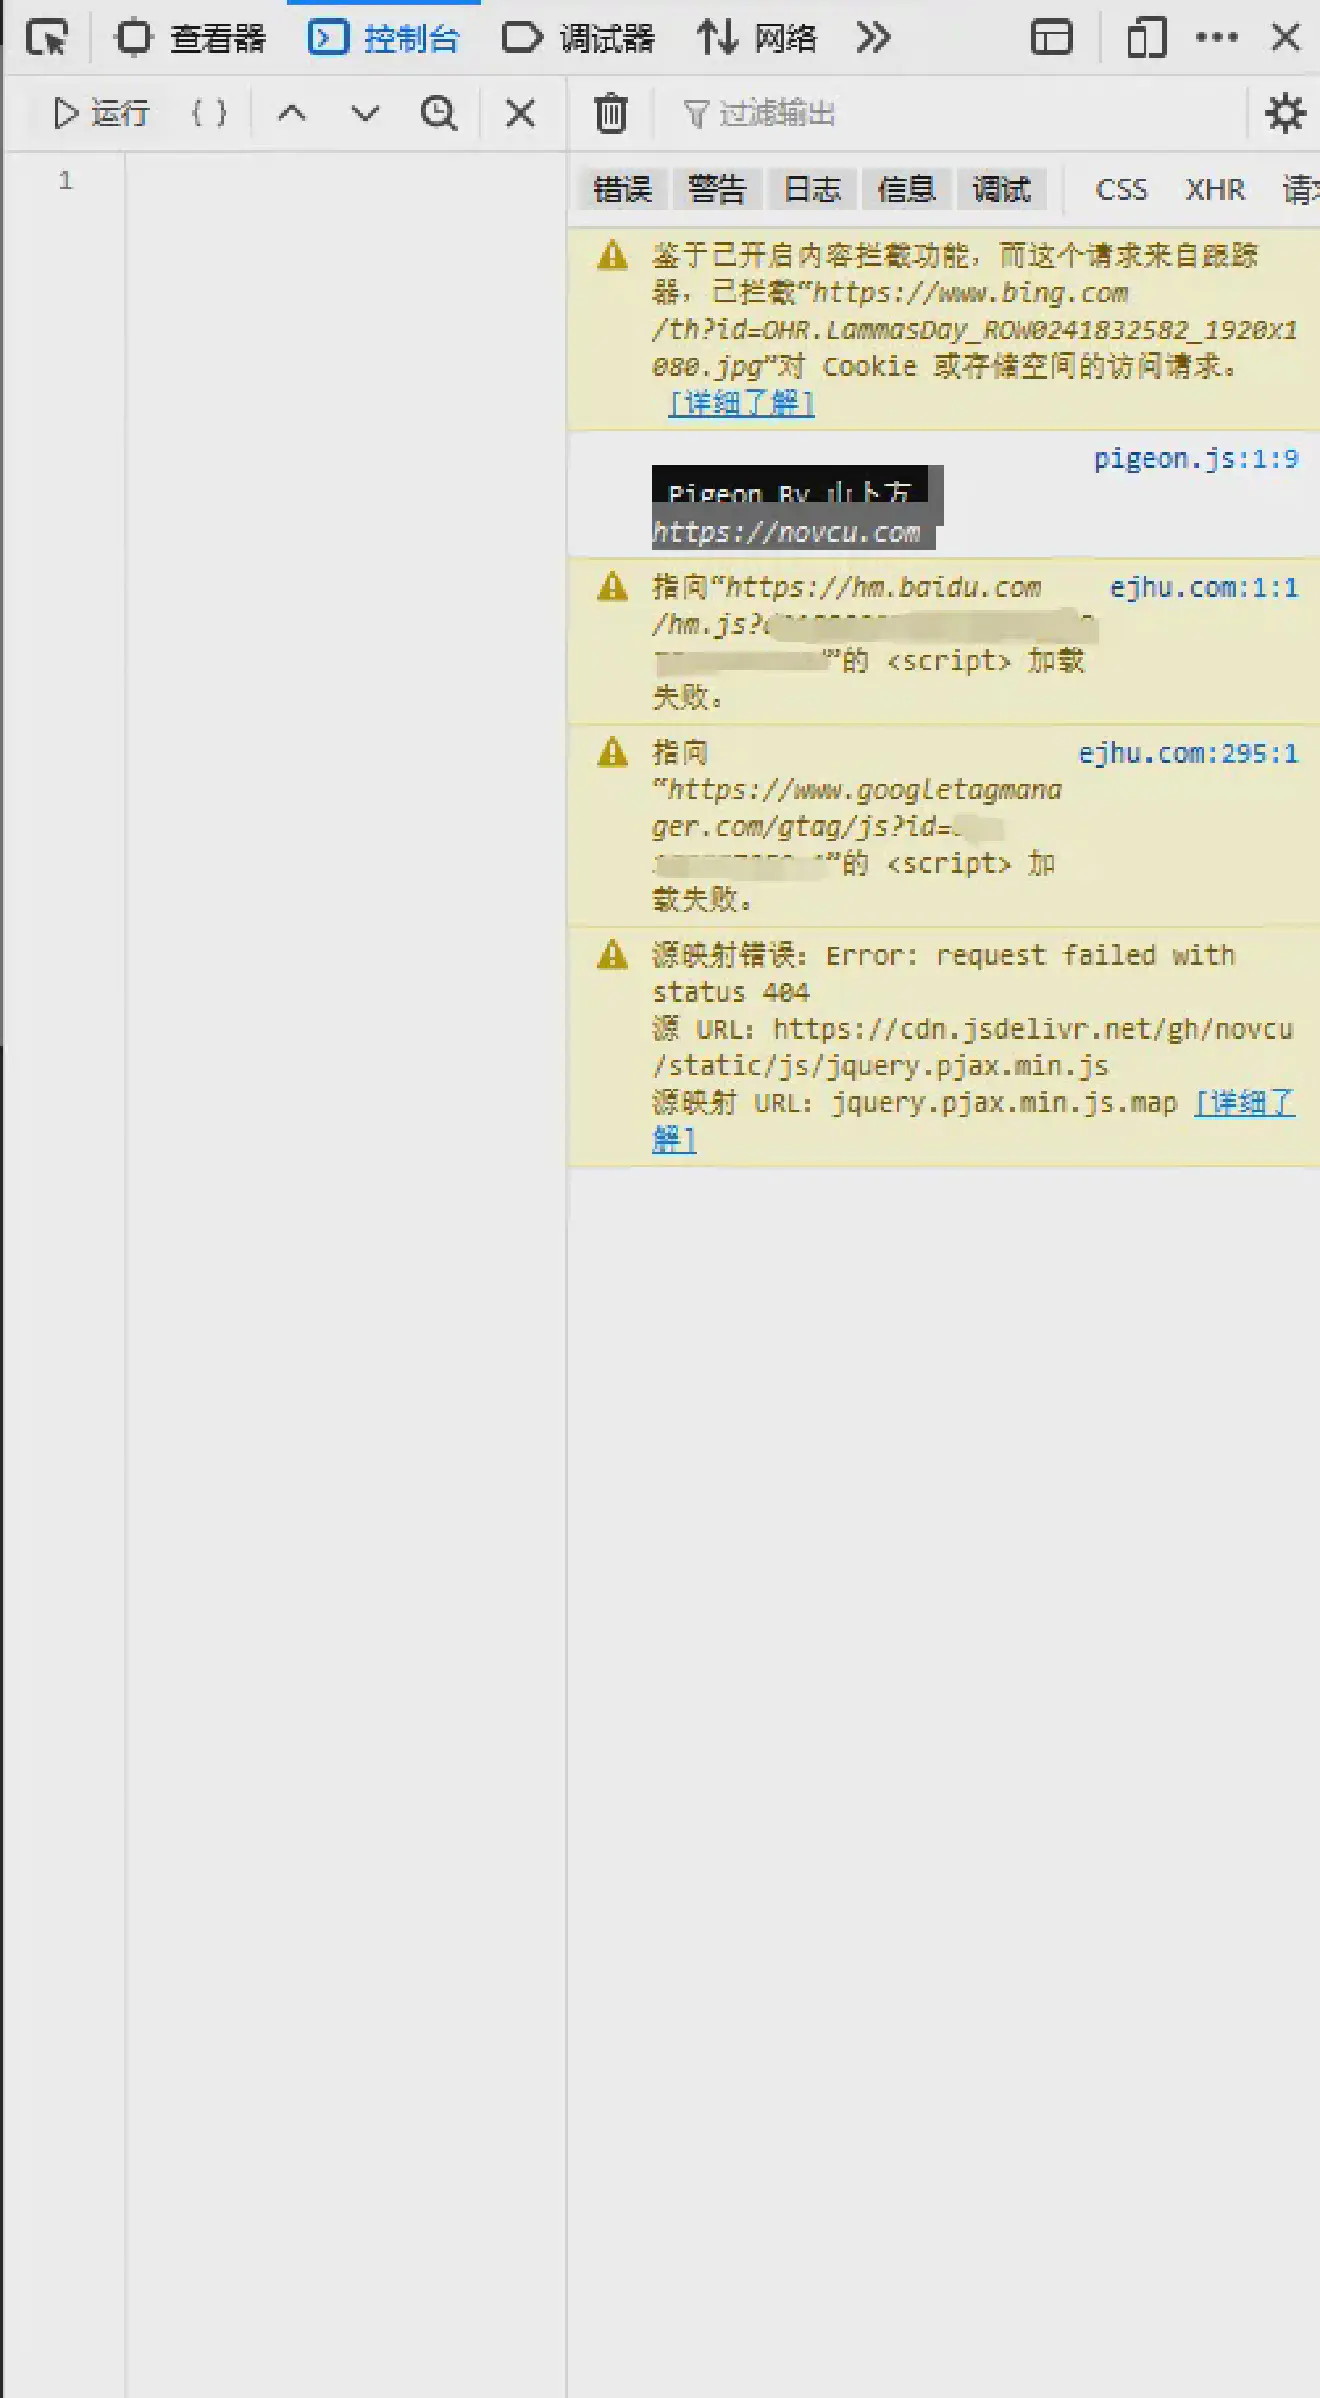 查看器 控制台 调试器 网络
运行 过滤输出
1
错误 警告 日志 信息 调试 CSS XHR
鉴于已开启内容拦截功能，而这个请求来自跟踪
器，已拦截“https://www.bing.com
/th?id=OHR.LammasDay_ROW0241832582_1920x1
080.jpg”对 Cookie 或存储空间的访问请求。
[详细了解]
pigeon.js:1:9
Pigeon By 山卜方
https://novcu.com
指向“https://hm.baidu.com ejhu.com:1:1
/hm.js?
”的 <script> 加载
失败。
指向 ejhu.com:295:1
“https://www.googletagmana
ger.com/gtag/js?id=
”的 <script> 加
载失败。
源映射错误：Error: request failed with
status 404
源 URL：https://cdn.jsdelivr.net/gh/novcu
/static/js/jquery.pjax.min.js
源映射 URL：jquery.pjax.min.js.map [详细了
解]